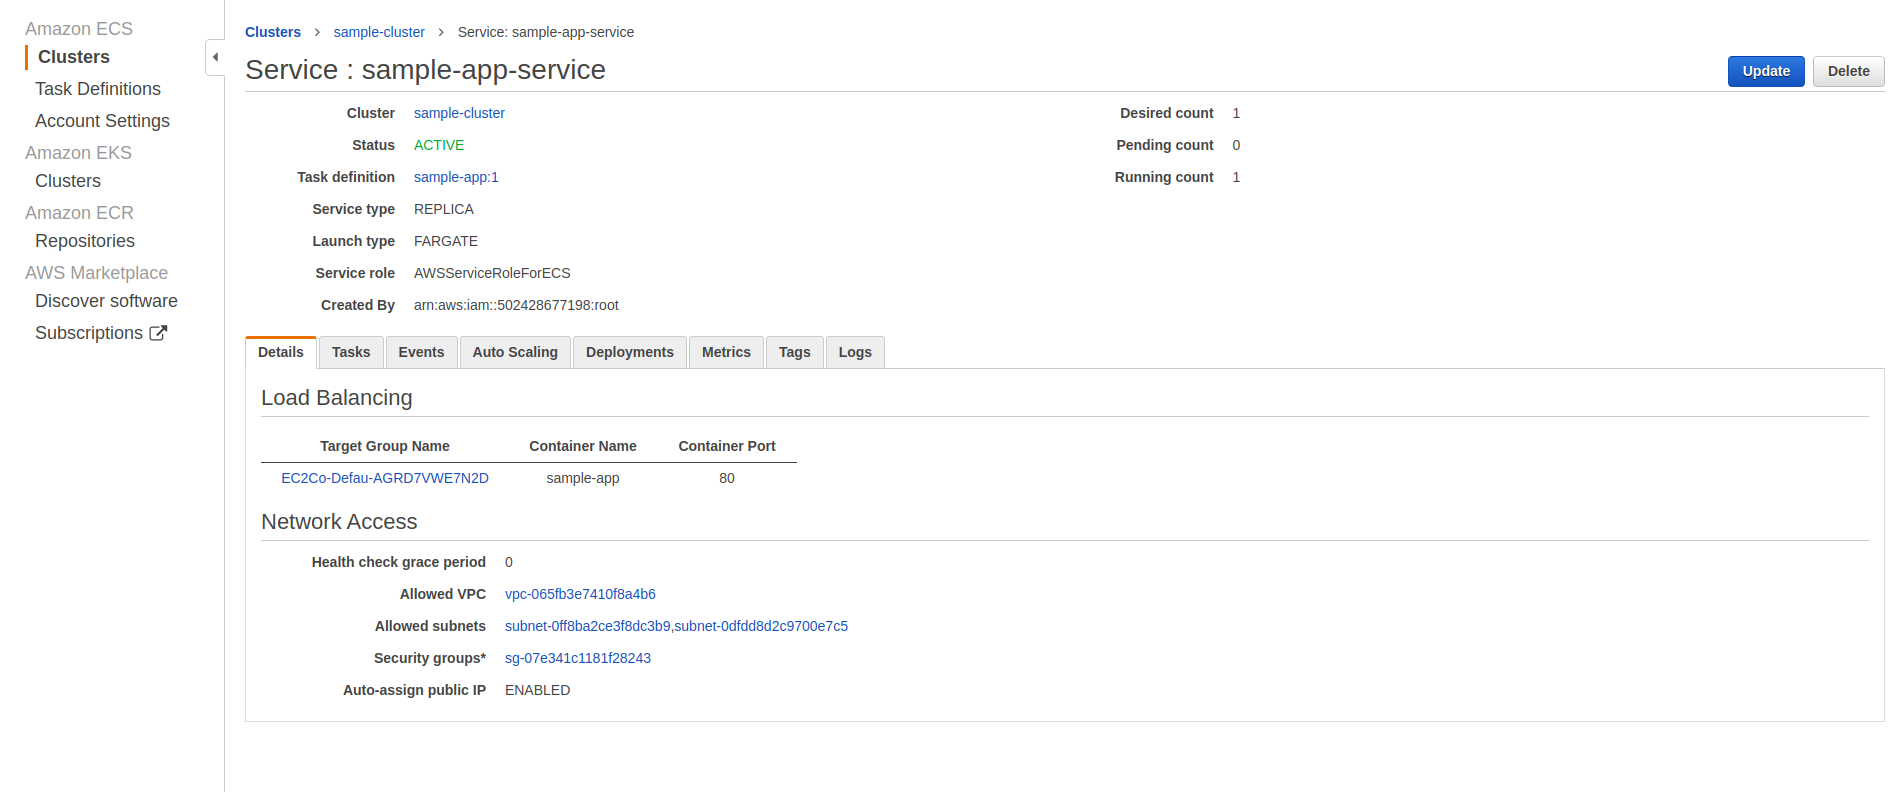 Amazon ECS
Clusters
Task Definitions
Account Settings
Amazon EKS
Clusters
Amazon ECR
Repositories
AWS Marketplace
Discover software
Subscriptions
Clusters > sample-cluster > Service: sample-app-service
Service : sample-app-service
Update Delete
Cluster sample-cluster
Status ACTIVE
Task definition sample-app:1
Service type REPLICA
Launch type FARGATE
Service role AWSServiceRoleForECS
Created By arn:aws:iam::502428677198:root
Desired count 1
Pending count 0
Running count 1
Details Tasks Events Auto Scaling Deployments Metrics Tags Logs
Load Balancing
Target Group Name Container Name Container Port
EC2Co-Defau-AGRD7VWE7N2D sample-app 80
Network Access
Health check grace period 0
Allowed VPC vpc-065fb3e7410f8a4b6
Allowed subnets subnet-0ff8ba2ce3f8dc3b9,subnet-0dfdd8d2c9700e7c5
Security groups* sg-07e341c1181f28243
Auto-assign public IP ENABLED